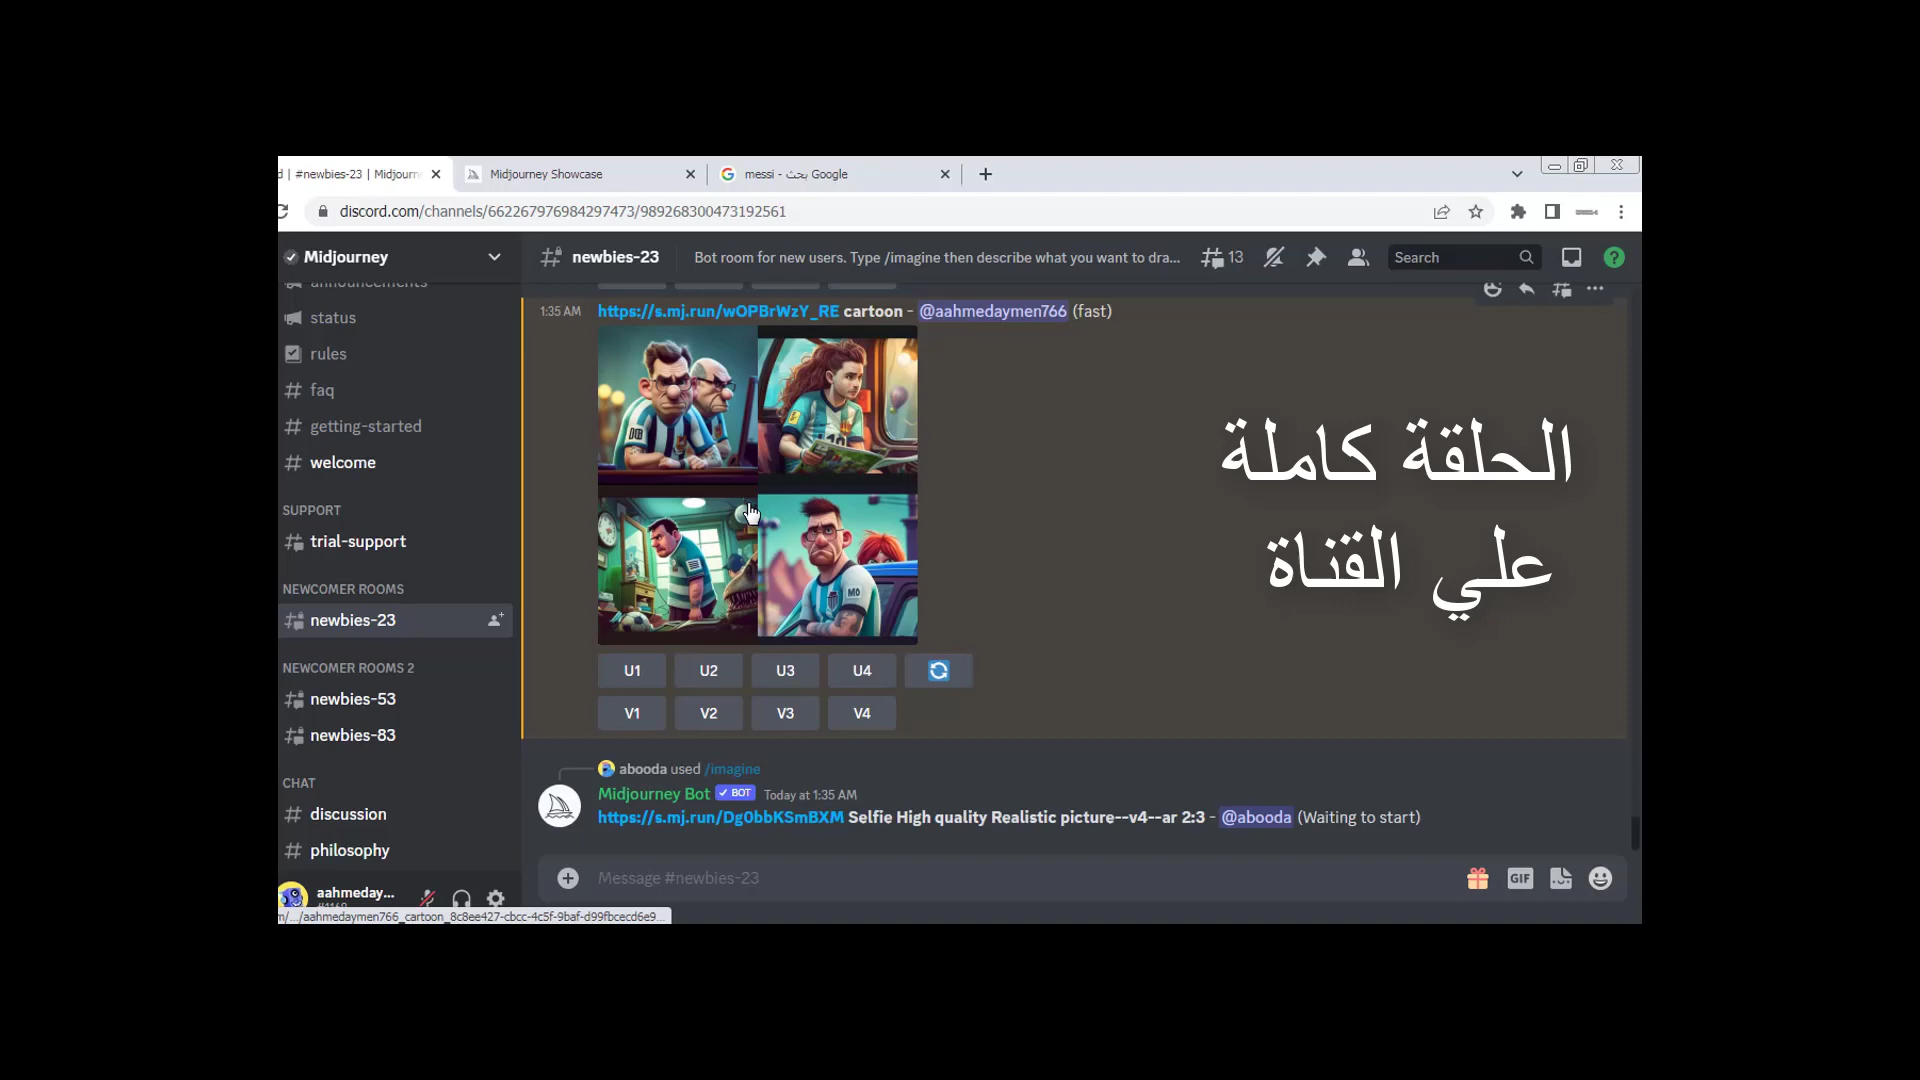 d | #newbies-23 | Midjourn
Midjourney Showcase
messi - بحث Google
discord.com/channels/662267976984297473/989268300473192561
Midjourney
newbies-23
Bot room for new users. Type /imagine then describe what you want to dra...
13
Search
announcements
status
rules
faq
getting-started
welcome
SUPPORT
trial-support
NEWCOMER ROOMS
newbies-23
NEWCOMER ROOMS 2
newbies-53
newbies-83
CHAT
discussion
philosophy
aahmeday...
1:35 AM https://s.mj.run/wOPBrWzY_RE cartoon - @aahmedaymen766 (fast)
10
MO
الحلقة كاملة
علي القناة
U1 U2 U3 U4
V1 V2 V3 V4
abooda used /imagine
Midjourney Bot BOT Today at 1:35 AM
https://s.mj.run/Dg0bbKSmBXM Selfie High quality Realistic picture--v4--ar 2:3 - @abooda (Waiting to start)
Message #newbies-23
GIF
m/.../aahmedaymen766_cartoon_8c8ee427-cbcc-4c5f-9baf-d99fbcecd6e9...